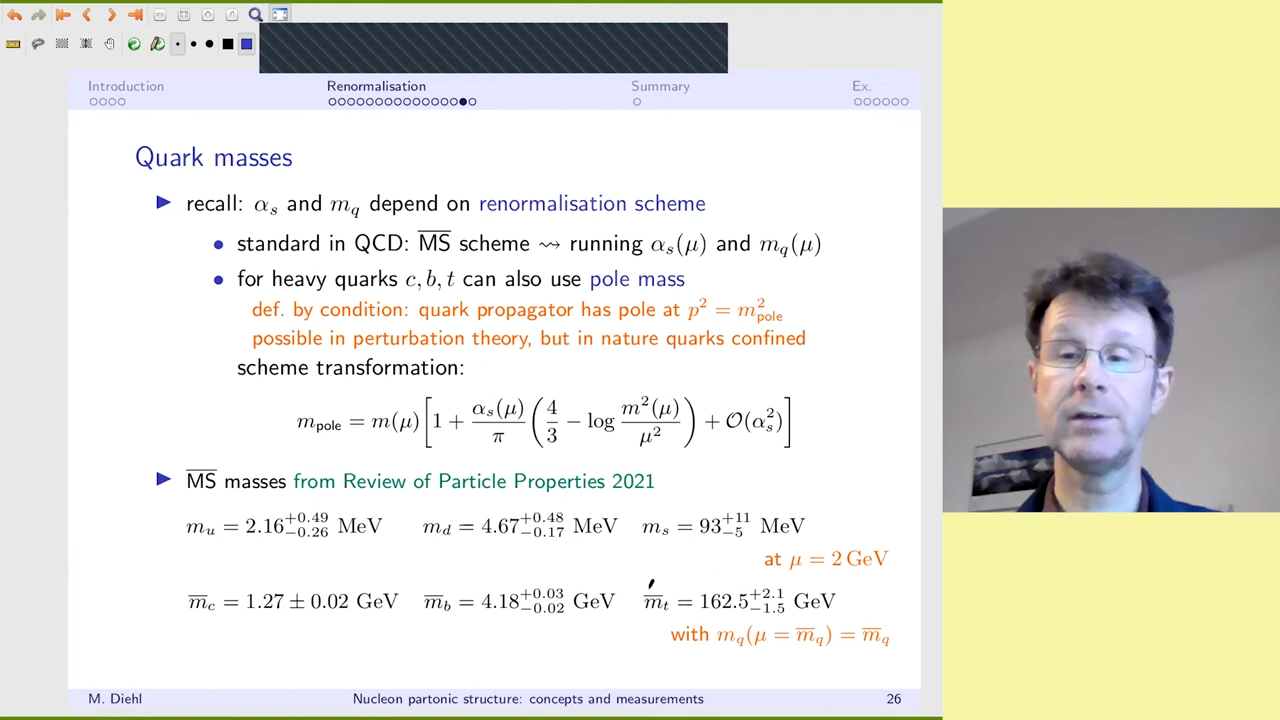 Introduction Renormalisation Summary Ex.
Quark masses
recall: αs and mq depend on renormalisation scheme
• standard in QCD: M̅S̅ scheme ⇝ running αs(μ) and mq(μ)
• for heavy quarks c, b, t can also use pole mass
def. by condition: quark propagator has pole at p² = m²pole
possible in perturbation theory, but in nature quarks confined
scheme transformation:
mpole = m(μ)[1 + αs(μ)/π (4/3 − log m²(μ)/μ²) + O(αs²)]
M̅S̅ masses from Review of Particle Properties 2021
mu = 2.16+0.49−0.26 MeV md = 4.67+0.48−0.17 MeV ms = 93+11−5 MeV
at μ = 2 GeV
m̅c = 1.27 ± 0.02 GeV m̅b = 4.18+0.03−0.02 GeV m̅t = 162.5+2.1−1.5 GeV
with mq(μ = m̅q) = m̅q
M. Diehl Nucleon partonic structure: concepts and measurements 26